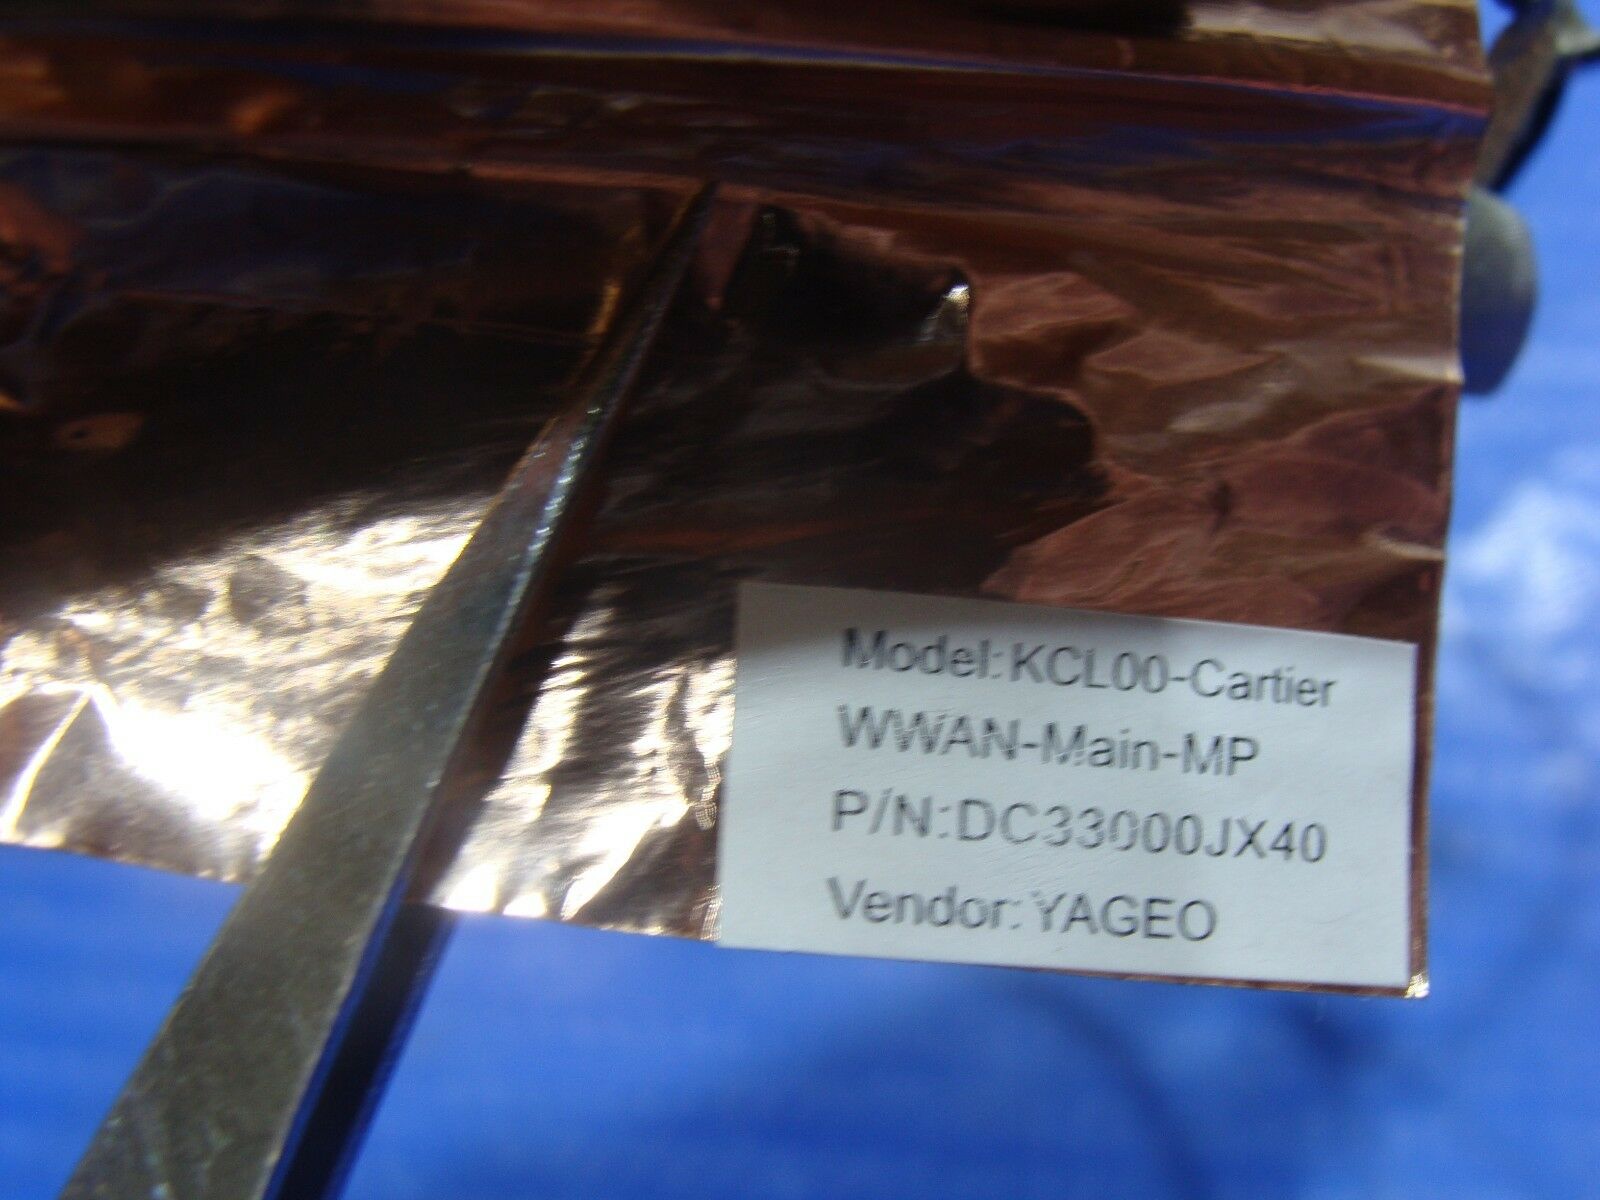 Model:KCL00-Cartier
WWAN-Main-MP
P/N:DC33000JX40
Vendor:YAGEO